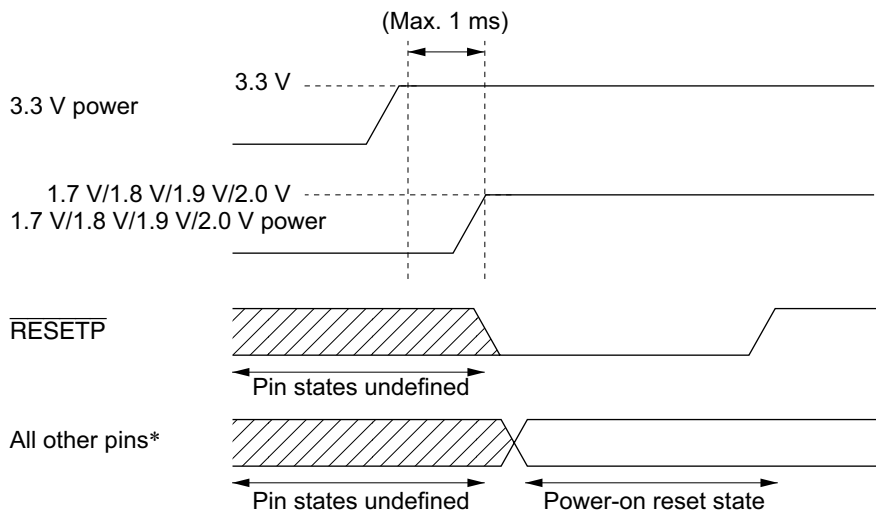 (Max. 1 ms)
3.3 V
3.3 V power
1.7 V/1.8 V/1.9 V/2.0 V
1.7 V/1.8 V/1.9 V/2.0 V power
RESETP
Pin states undefined
All other pins*
Pin states undefined
Power-on reset state